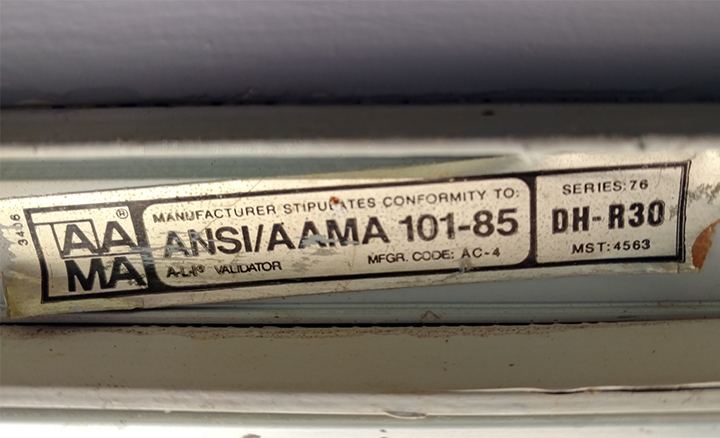 3406
AA
MA
®
MANUFACTURER STIPULATES CONFORMITY TO:
ANSI/AAMA 101-85
A-L-I® VALIDATOR
MFGR. CODE: AC-4
SERIES: 76
DH-R30
MST: 4563